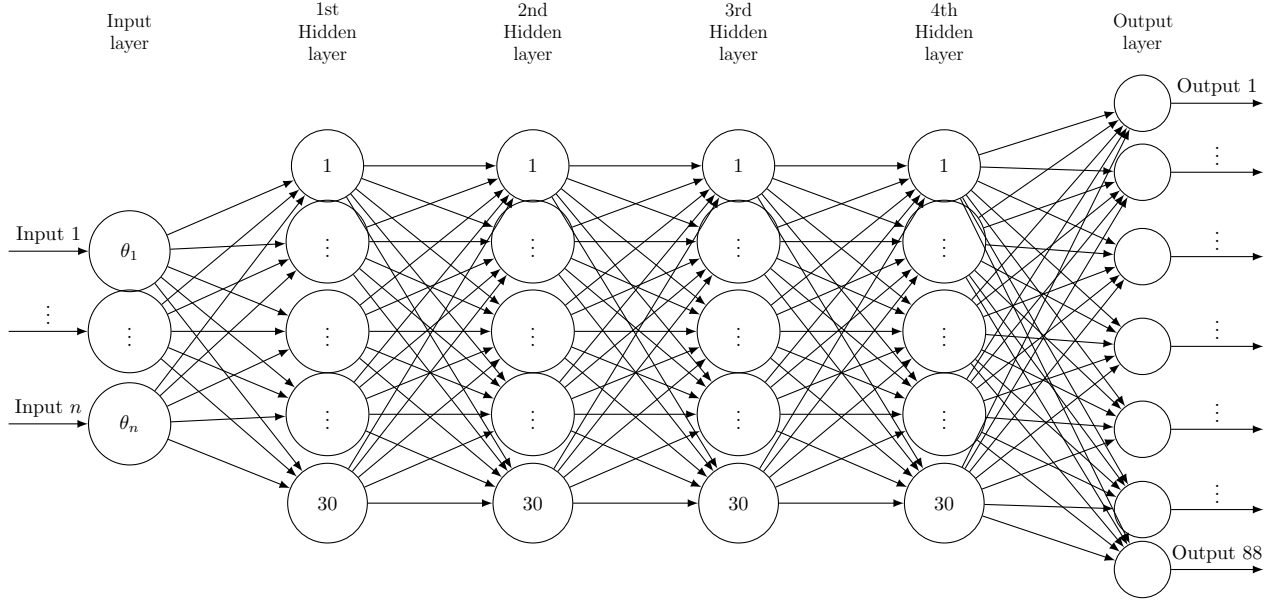 Input
layer
1st
Hidden
layer
2nd
Hidden
layer
3rd
Hidden
layer
4th
Hidden
layer
Output
layer
Input 1
⋮
Input n
θ₁
⋮
θₙ
1
⋮
⋮
⋮
30
1
⋮
⋮
⋮
30
1
⋮
⋮
⋮
30
1
⋮
⋮
⋮
30
Output 1
⋮
⋮
⋮
⋮
⋮
Output 88